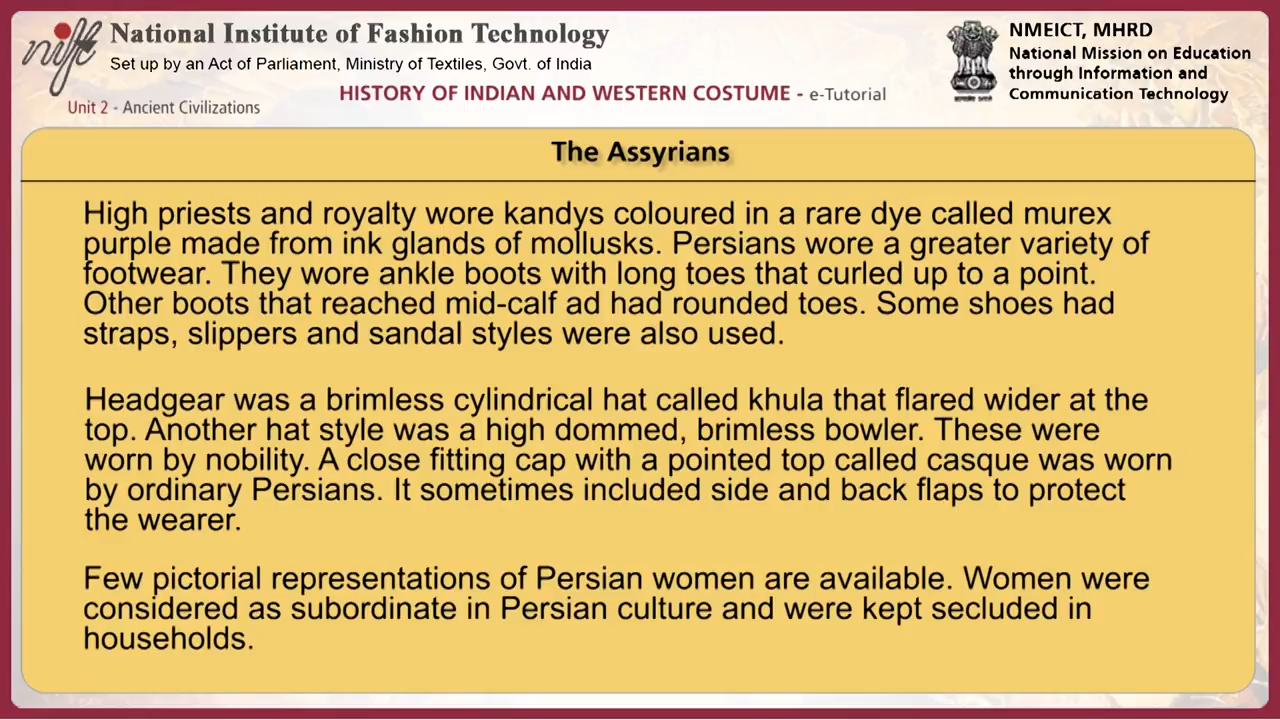 nift
National Institute of Fashion Technology
Set up by an Act of Parliament, Ministry of Textiles, Govt. of India
NMEICT, MHRD
National Mission on Education
through Information and
Communication Technology
HISTORY OF INDIAN AND WESTERN COSTUME - e-Tutorial
Unit 2 - Ancient Civilizations
The Assyrians
High priests and royalty wore kandys coloured in a rare dye called murex
purple made from ink glands of mollusks. Persians wore a greater variety of
footwear. They wore ankle boots with long toes that curled up to a point.
Other boots that reached mid-calf ad had rounded toes. Some shoes had
straps, slippers and sandal styles were also used.
Headgear was a brimless cylindrical hat called khula that flared wider at the
top. Another hat style was a high dommed, brimless bowler. These were
worn by nobility. A close fitting cap with a pointed top called casque was worn
by ordinary Persians. It sometimes included side and back flaps to protect
the wearer.
Few pictorial representations of Persian women are available. Women were
considered as subordinate in Persian culture and were kept secluded in
households.